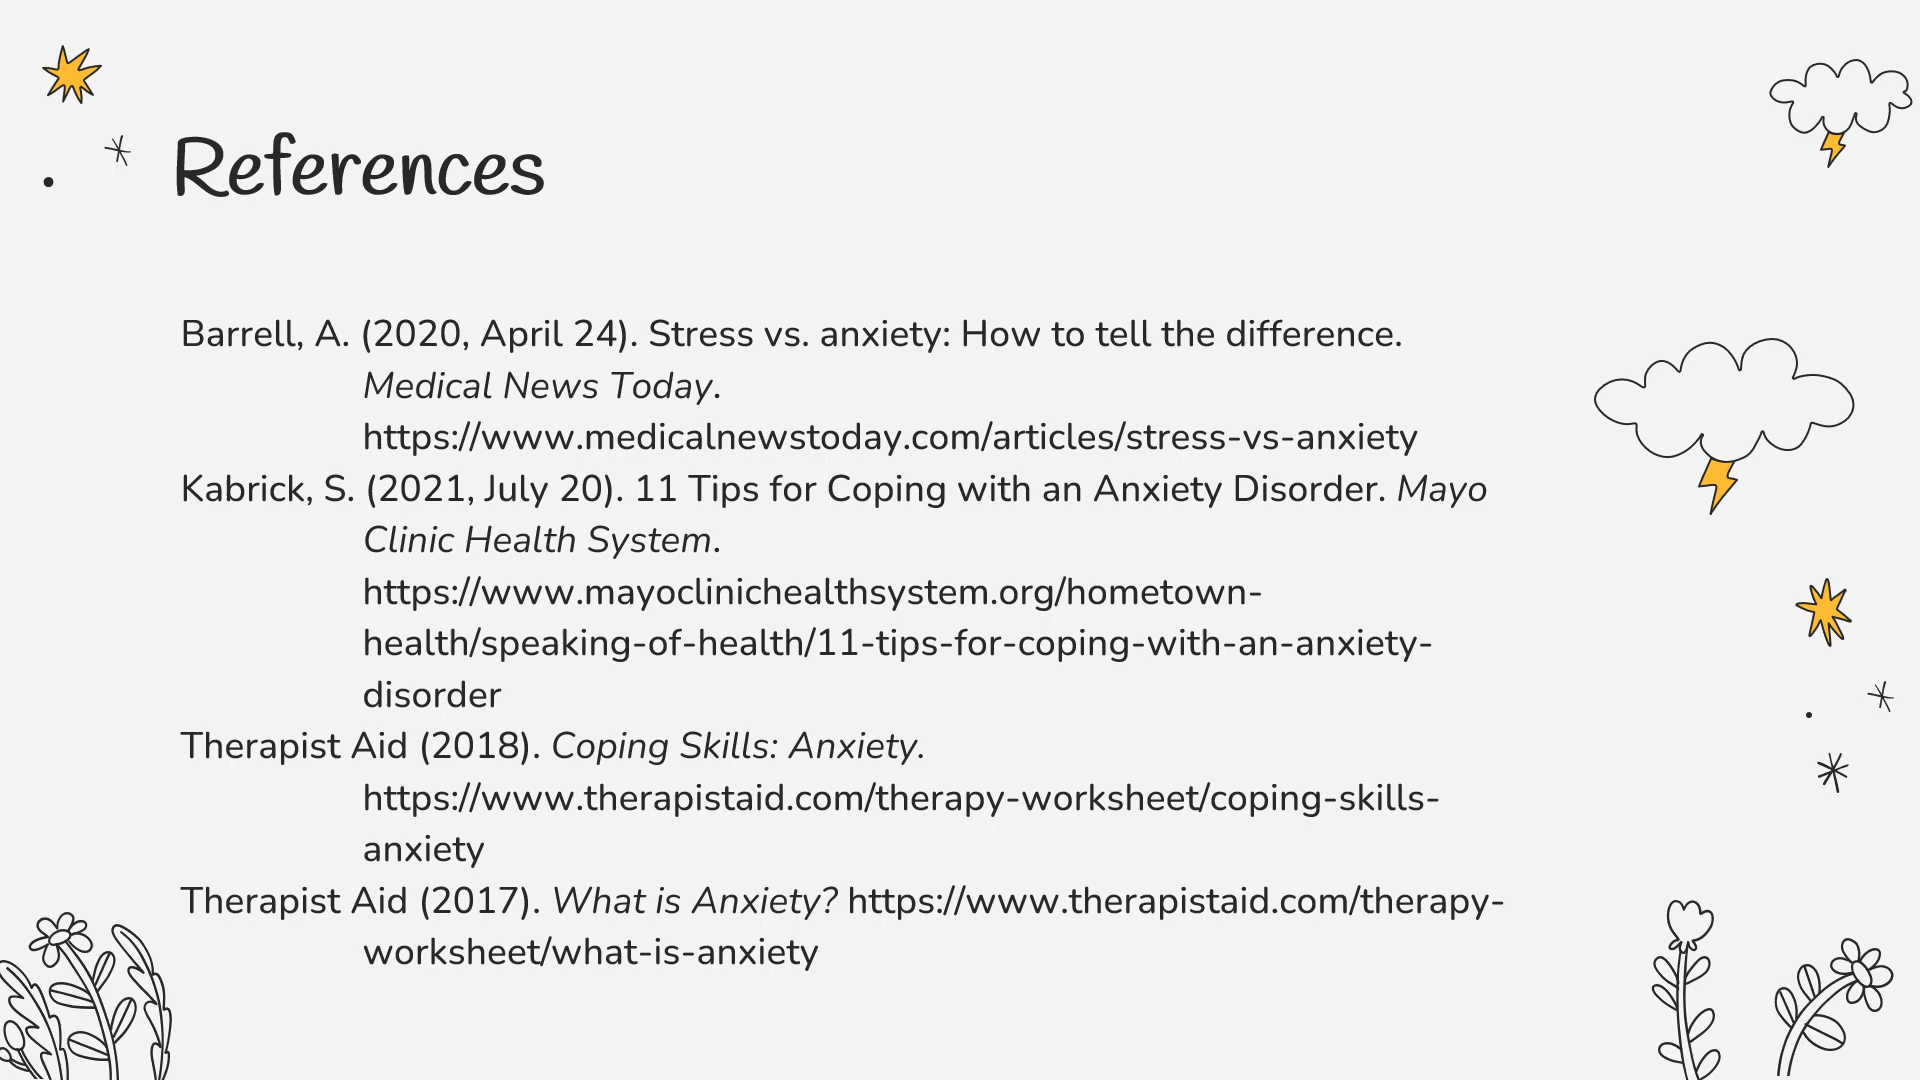 References
Barrell, A. (2020, April 24). Stress vs. anxiety: How to tell the difference.
Medical News Today.
https://www.medicalnewstoday.com/articles/stress-vs-anxiety
Kabrick, S. (2021, July 20). 11 Tips for Coping with an Anxiety Disorder. Mayo
Clinic Health System.
https://www.mayoclinichealthsystem.org/hometown-
health/speaking-of-health/11-tips-for-coping-with-an-anxiety-
disorder
Therapist Aid (2018). Coping Skills: Anxiety.
https://www.therapistaid.com/therapy-worksheet/coping-skills-
anxiety
Therapist Aid (2017). What is Anxiety? https://www.therapistaid.com/therapy-
worksheet/what-is-anxiety